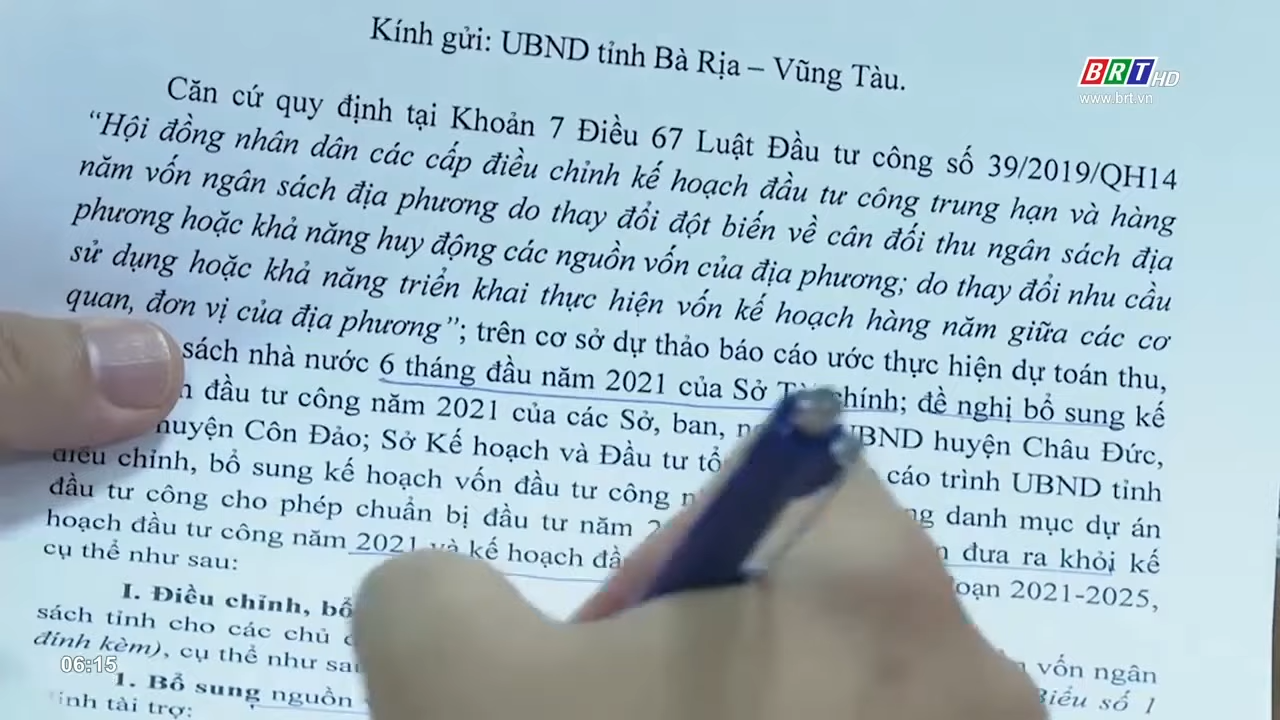 Kính gửi: UBND tỉnh Bà Rịa – Vũng Tàu.
BRT HD
www.brt.vn
Căn cứ quy định tại Khoản 7 Điều 67 Luật Đầu tư công số 39/2019/QH14
“Hội đồng nhân dân các cấp điều chỉnh kế hoạch đầu tư công trung hạn và hàng
năm vốn ngân sách địa phương do thay đổi đột biến về cân đối thu ngân sách địa
phương hoặc khả năng huy động các nguồn vốn của địa phương; do thay đổi nhu cầu
sử dụng hoặc khả năng triển khai thực hiện vốn kế hoạch hàng năm giữa các cơ
quan, đơn vị của địa phương”; trên cơ sở dự thảo báo cáo ước thực hiện dự toán thu,
sách nhà nước 6 tháng đầu năm 2021 của Sở chính; đề nghị bổ sung kế
đầu tư công năm 2021 của các Sở, ban, UBND huyện Châu Đức,
huyện Côn Đảo; Sở Kế hoạch và Đầu tư cáo trình UBND tỉnh
điều chỉnh, bổ sung kế hoạch vốn đầu tư công danh mục dự án
đầu tư công cho phép chuẩn bị đầu tư năm đưa ra khỏi kế
hoạch đầu tư công năm 2021 và kế hoạch 2021-2025,
cụ thể như sau:
I. Điều chỉnh, vốn ngân
sách tỉnh cho các chủ Biểu số 1
đính kèm), cụ thể như
1. Bổ sung nguồn
tài trợ:
06:15